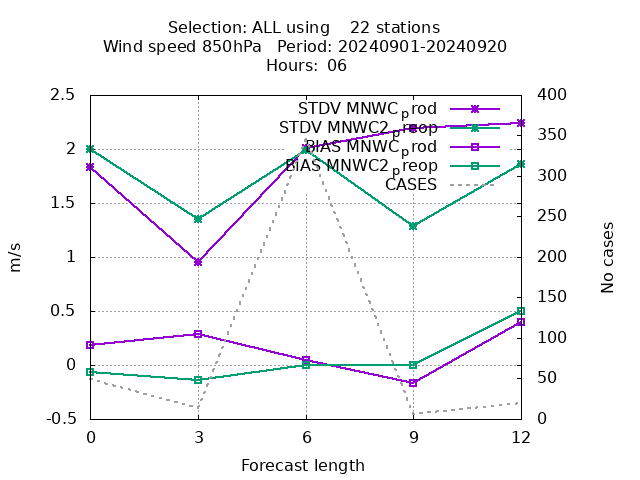 Selection: ALL using    22 stations
Wind speed 850hPa   Period: 20240901-20240920
Hours: 06
STDV MNWC_prod
STDV MNWC2_preop
BIAS MNWC_prod
BIAS MNWC2_preop
CASES
2.5
2
1.5
1
0.5
0
-0.5
m/s
400
350
300
250
200
150
100
50
0
No cases
0 3 6 9 12
Forecast length